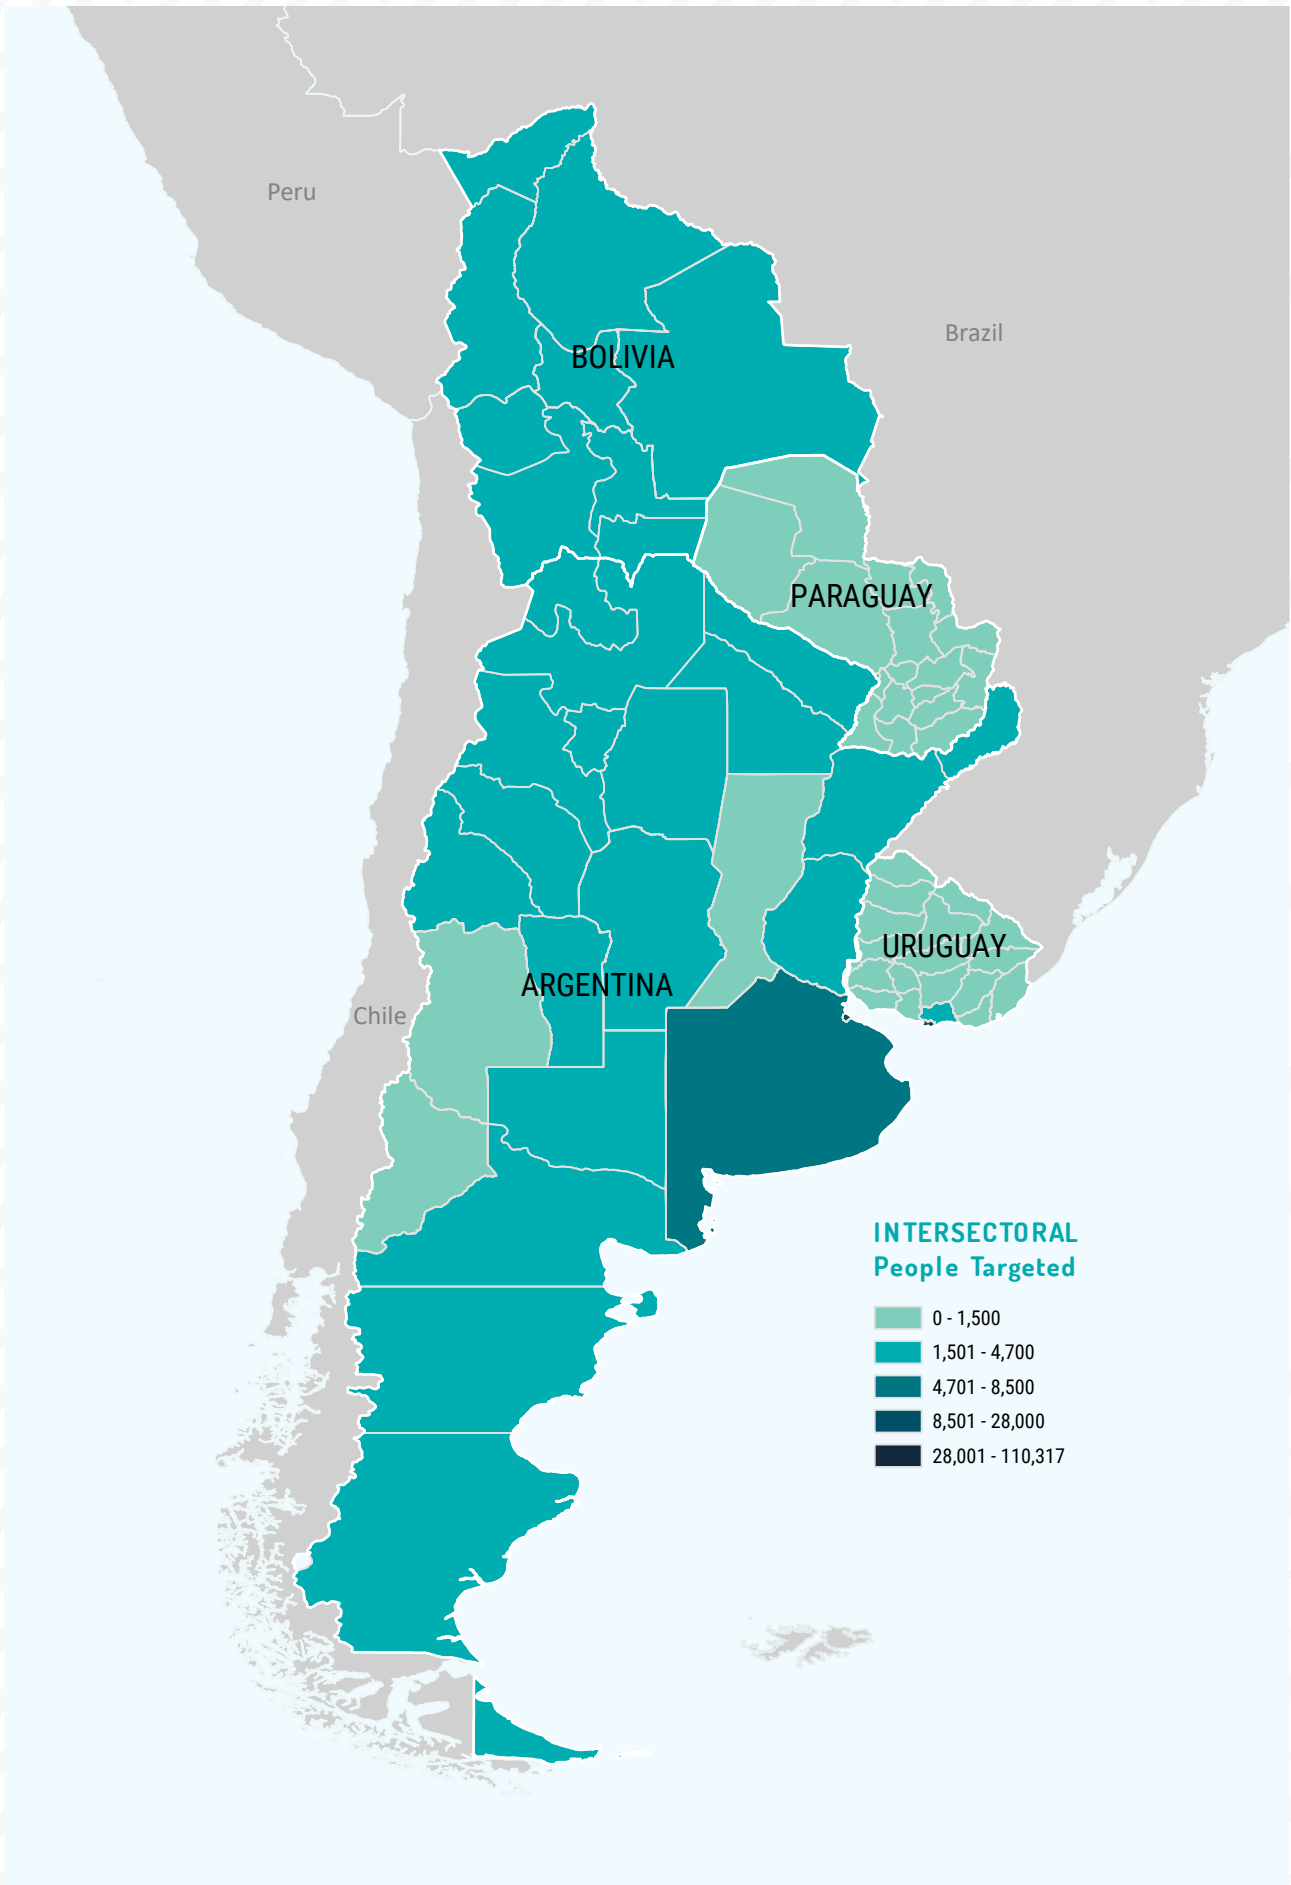 Peru
Brazil
BOLIVIA
PARAGUAY
URUGUAY
ARGENTINA
Chile
INTERSECTORAL
People Targeted
0 - 1,500
1,501 - 4,700
4,701 - 8,500
8,501 - 28,000
28,001 - 110,317